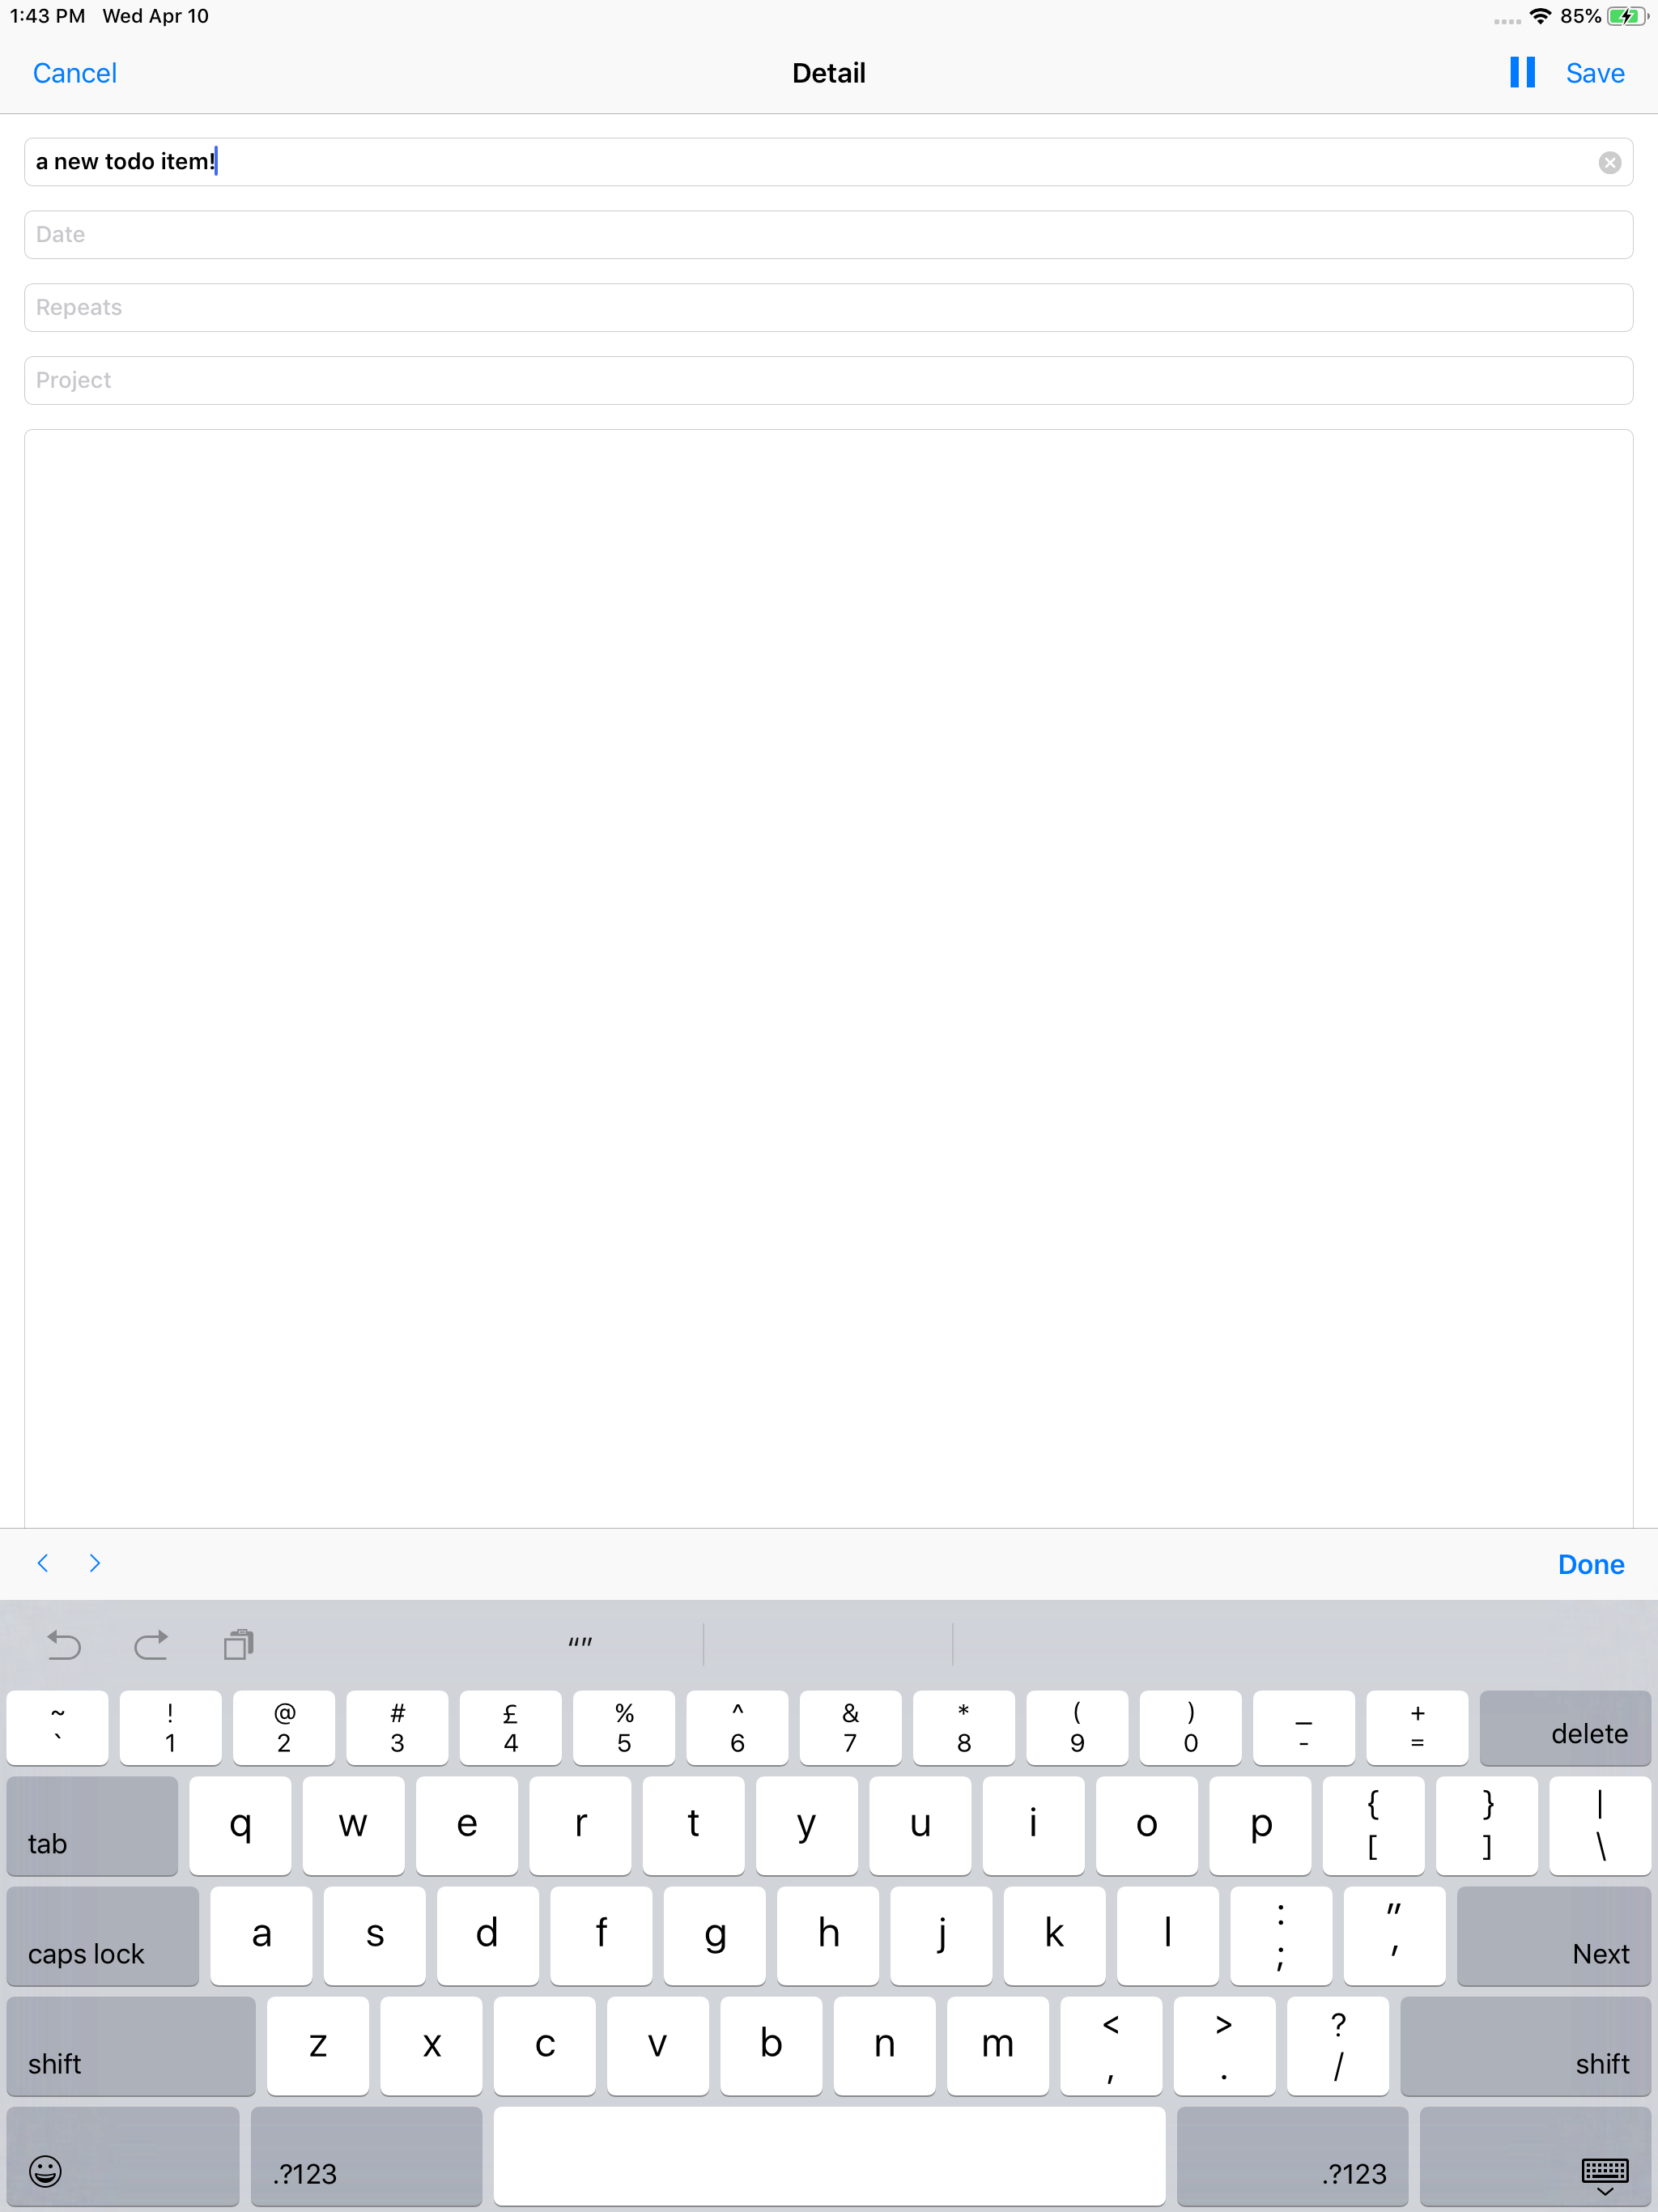 1:43 PM Wed Apr 10 85%
Cancel Detail Save
a new todo item!
Date
Repeats
Project
< > Done
“”
~ ! @ # £ % ^ & * ( ) _ +
` 1 2 3 4 5 6 7 8 9 0 - = delete
tab q w e r t y u i o p { } |
[ ] \
caps lock a s d f g h j k l : " Next
; '
shift z x c v b n m < > ? shift
, . /
.?123 .?123